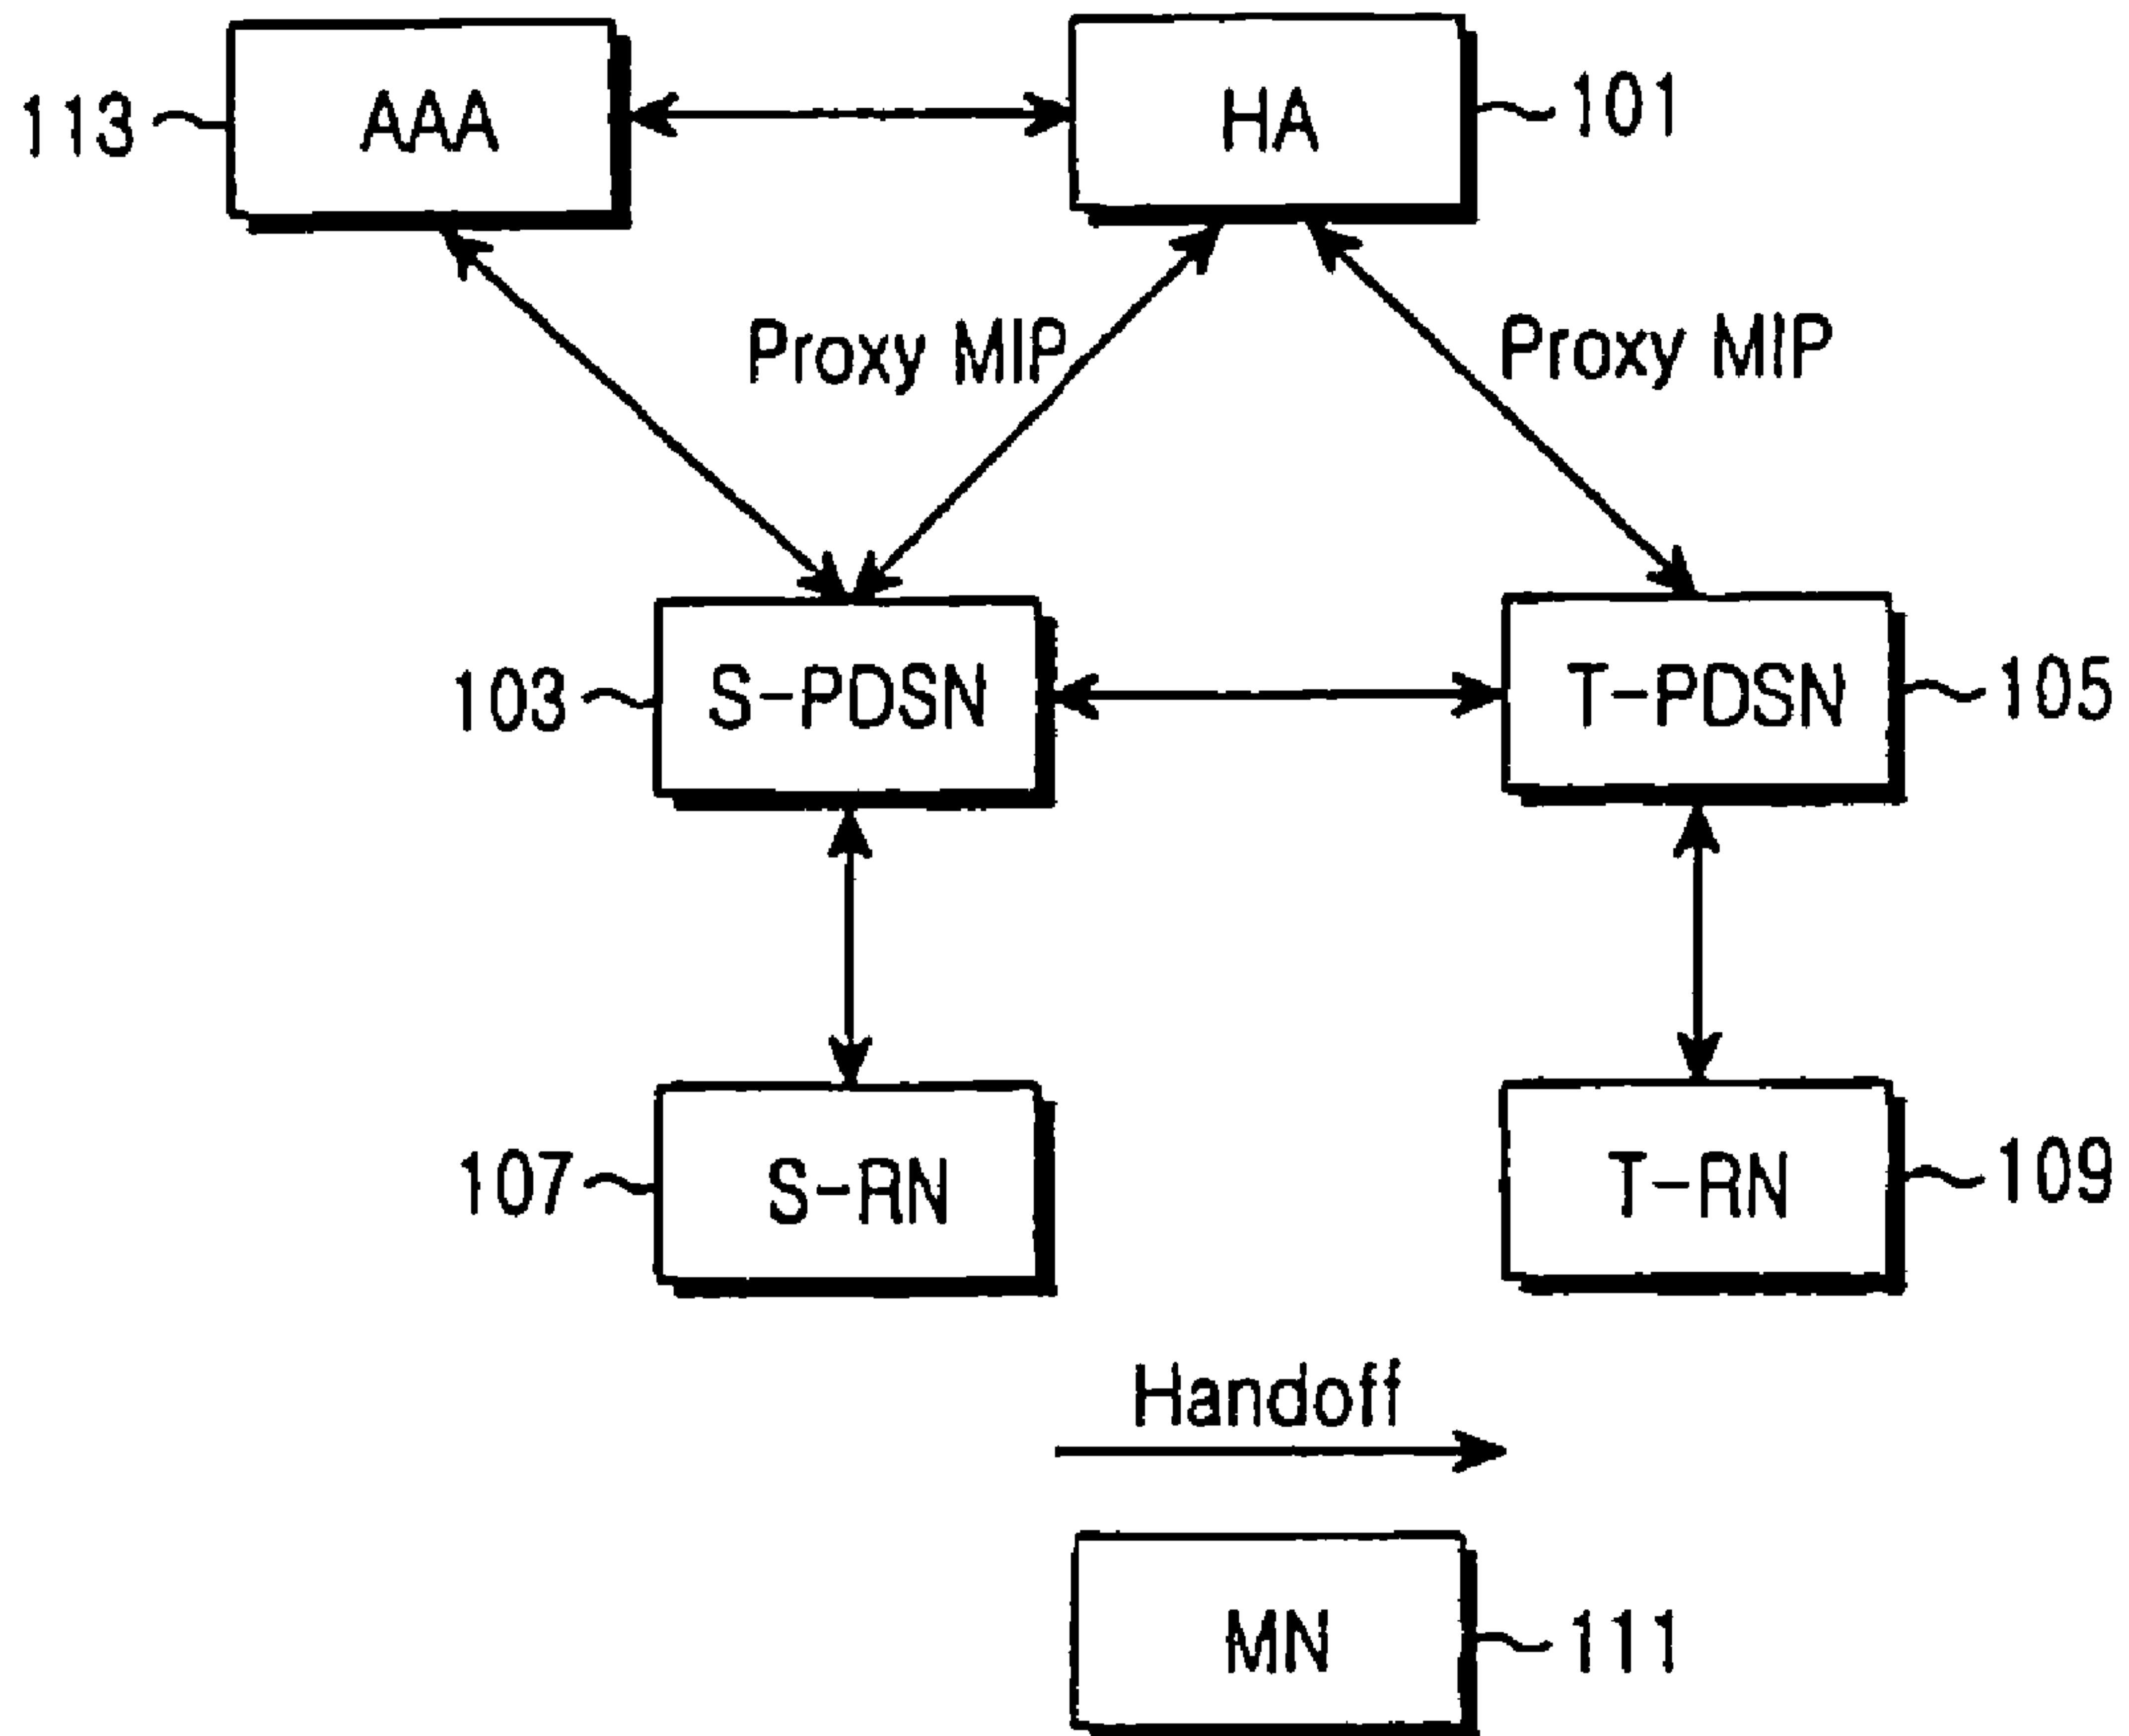 113 AAA HA 101
Proxy MIP Proxy MIP
103 S-PDSN T-PDSN 105
107 S-RN T-RN 109
Handoff
MN 111